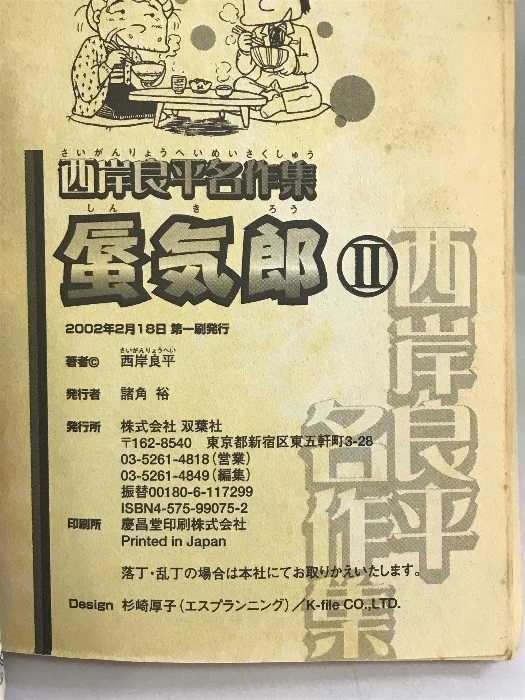 さいがんりょうへいめいさくしゅう
西岸良平名作集
しんきろう
蜃気郎 Ⅱ
2002年2月18日 第一刷発行
さいがんりょうへい
著者© 西岸良平
発行者 諸角 裕
発行所 株式会社 双葉社
〒162-8540 東京都新宿区東五軒町3-28
03-5261-4818(営業)
03-5261-4849(編集)
振替00180-6-117299
ISBN4-575-99075-2
印刷所 慶昌堂印刷株式会社
Printed in Japan
落丁・乱丁の場合は本社にてお取りかえいたします。
Design 杉崎厚子(エスプランニング)/K-file CO.,LTD.
西岸良平
名作集